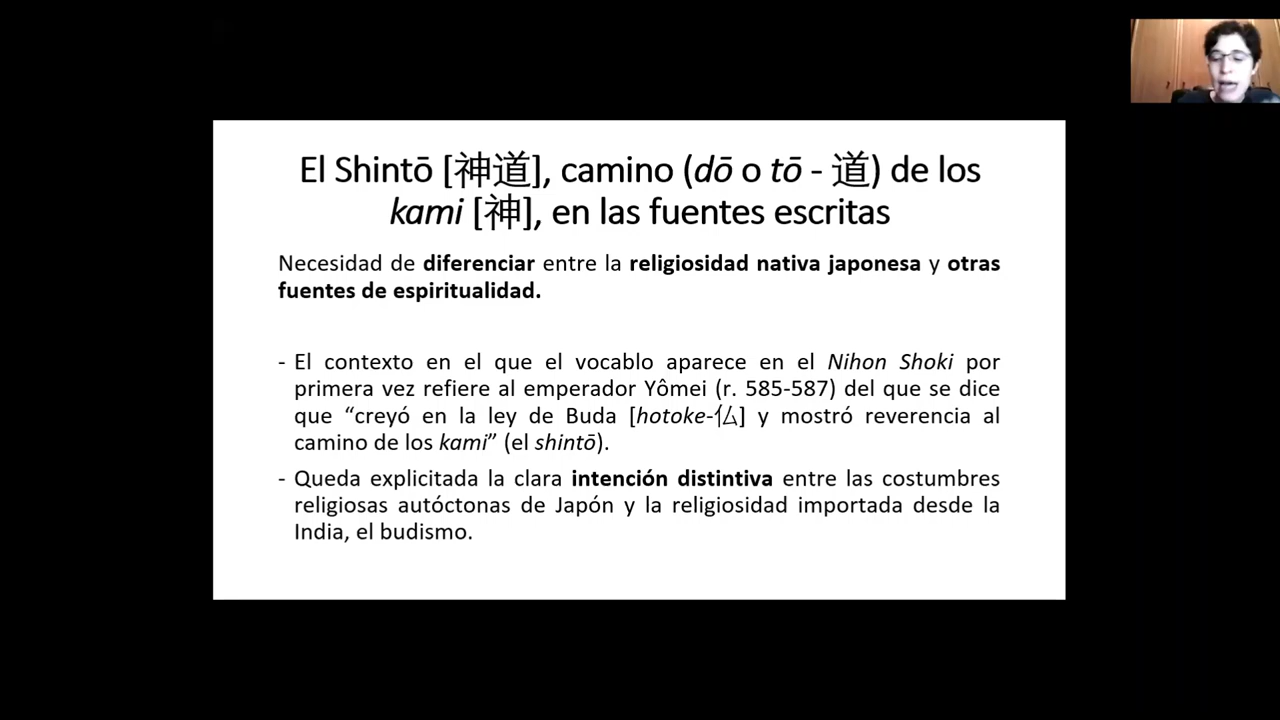 El Shintō [神道], camino (dō o tō - 道) de los
kami [神], en las fuentes escritas
Necesidad de diferenciar entre la religiosidad nativa japonesa y otras
fuentes de espiritualidad.
- El contexto en el que el vocablo aparece en el Nihon Shoki por
primera vez refiere al emperador Yômei (r. 585-587) del que se dice
que “creyó en la ley de Buda [hotoke-仏] y mostró reverencia al
camino de los kami” (el shintō).
- Queda explicitada la clara intención distintiva entre las costumbres
religiosas autóctonas de Japón y la religiosidad importada desde la
India, el budismo.